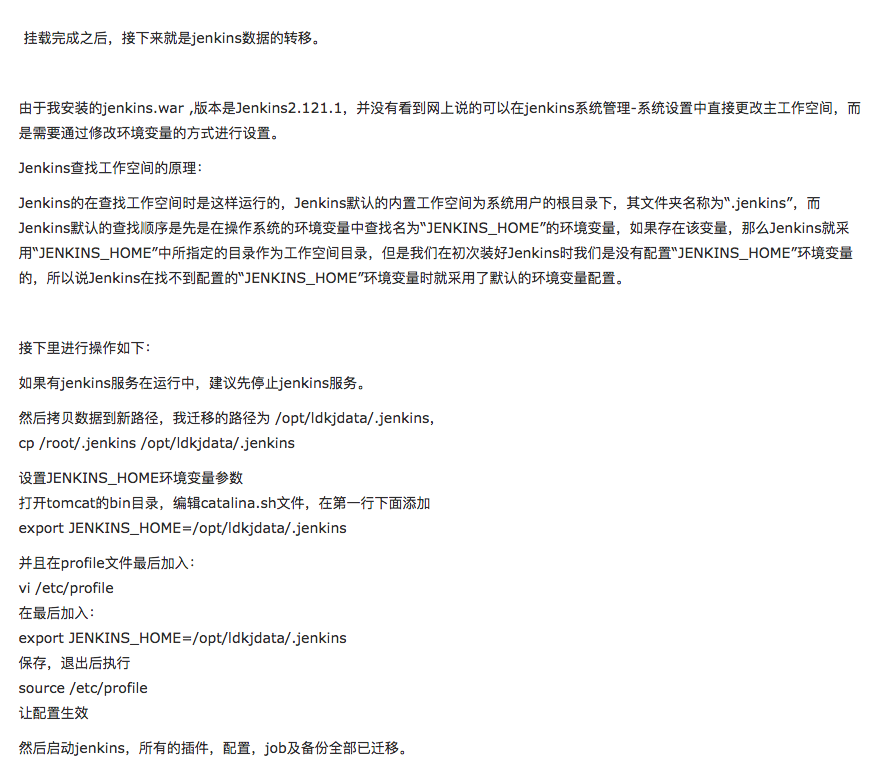 挂载完成之后，接下来就是jenkins数据的转移。
由于我安装的jenkins.war ,版本是Jenkins2.121.1，并没有看到网上说的可以在jenkins系统管理-系统设置中直接更改主工作空间，而
是需要通过修改环境变量的方式进行设置。
Jenkins查找工作空间的原理：
Jenkins的在查找工作空间时是这样运行的，Jenkins默认的内置工作空间为系统用户的根目录下，其文件夹名称为“.jenkins”，而
Jenkins默认的查找顺序是先是在操作系统的环境变量中查找名为“JENKINS_HOME”的环境变量，如果存在该变量，那么Jenkins就采
用“JENKINS_HOME”中所指定的目录作为工作空间目录，但是我们在初次装好Jenkins时我们是没有配置“JENKINS_HOME”环境变量
的，所以说Jenkins在找不到配置的“JENKINS_HOME”环境变量时就采用了默认的环境变量配置。
接下里进行操作如下：
如果有jenkins服务在运行中，建议先停止jenkins服务。
然后拷贝数据到新路径，我迁移的路径为 /opt/ldkjdata/.jenkins，
cp /root/.jenkins /opt/ldkjdata/.jenkins
设置JENKINS_HOME环境变量参数
打开tomcat的bin目录，编辑catalina.sh文件，在第一行下面添加
export JENKINS_HOME=/opt/ldkjdata/.jenkins
并且在profile文件最后加入：
vi /etc/profile
在最后加入：
export JENKINS_HOME=/opt/ldkjdata/.jenkins
保存，退出后执行
source /etc/profile
让配置生效
然后启动jenkins，所有的插件，配置，job及备份全部已迁移。